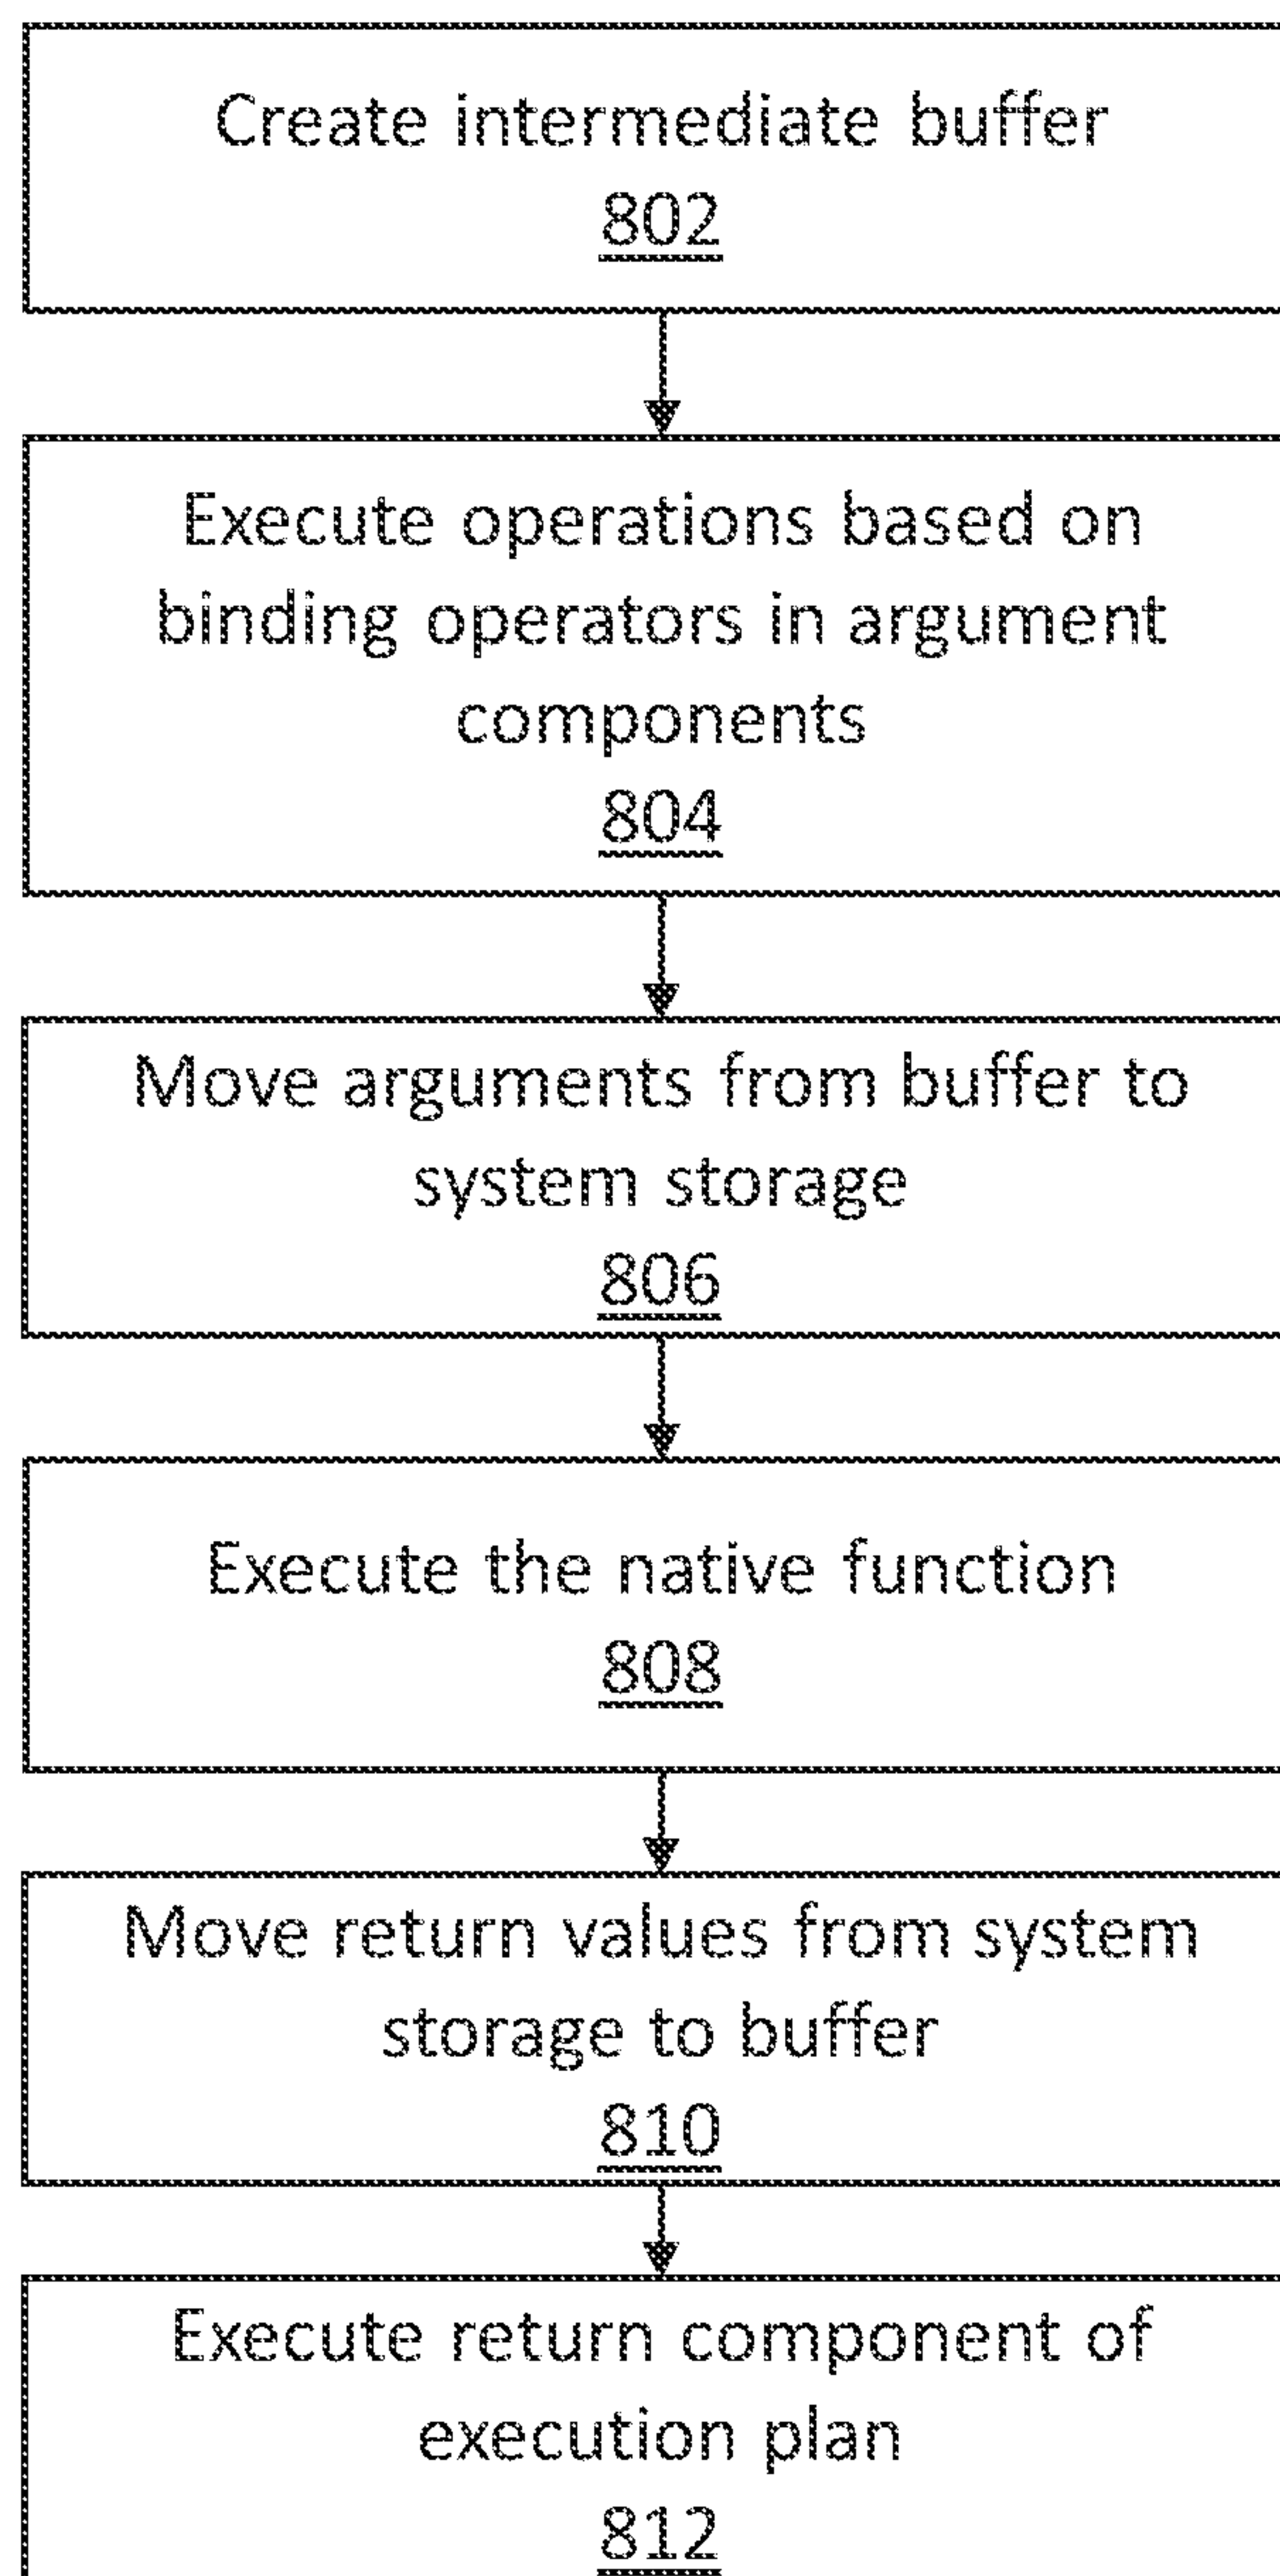 Create intermediate buffer
802
Execute operations based on
binding operators in argument
components
804
Move arguments from buffer to
system storage
806
Execute the native function
808
Move return values from system
storage to buffer
810
Execute return component of
execution plan
812